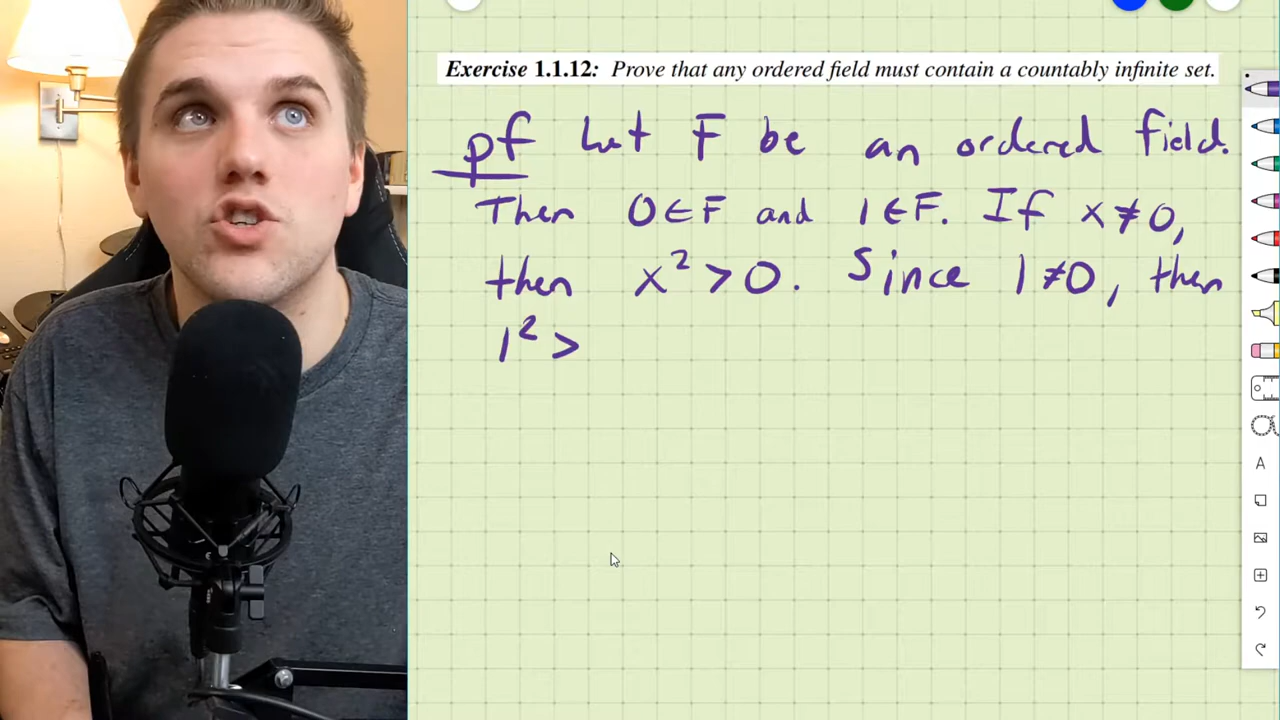 Exercise 1.1.12: Prove that any ordered field must contain a countably infinite set.
pf Let F be an ordered field.
Then 0∈F and 1∈F. If x≠0,
then x² > 0. Since 1≠0, then
1² >
A